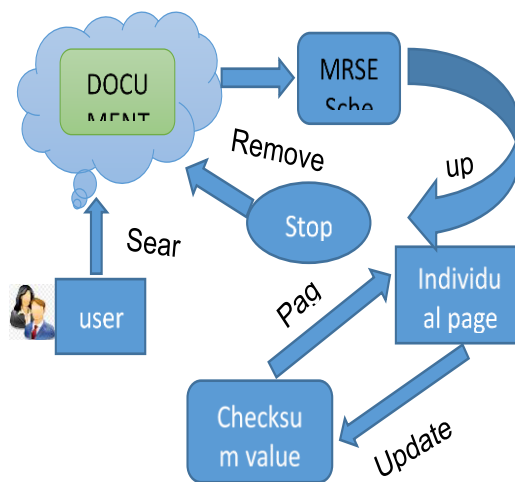 DOCU
MENT
MRSE
Sche
Remove
up
Stop
Sear
Individu
al page
user
Pag
Checksu
m value
Update